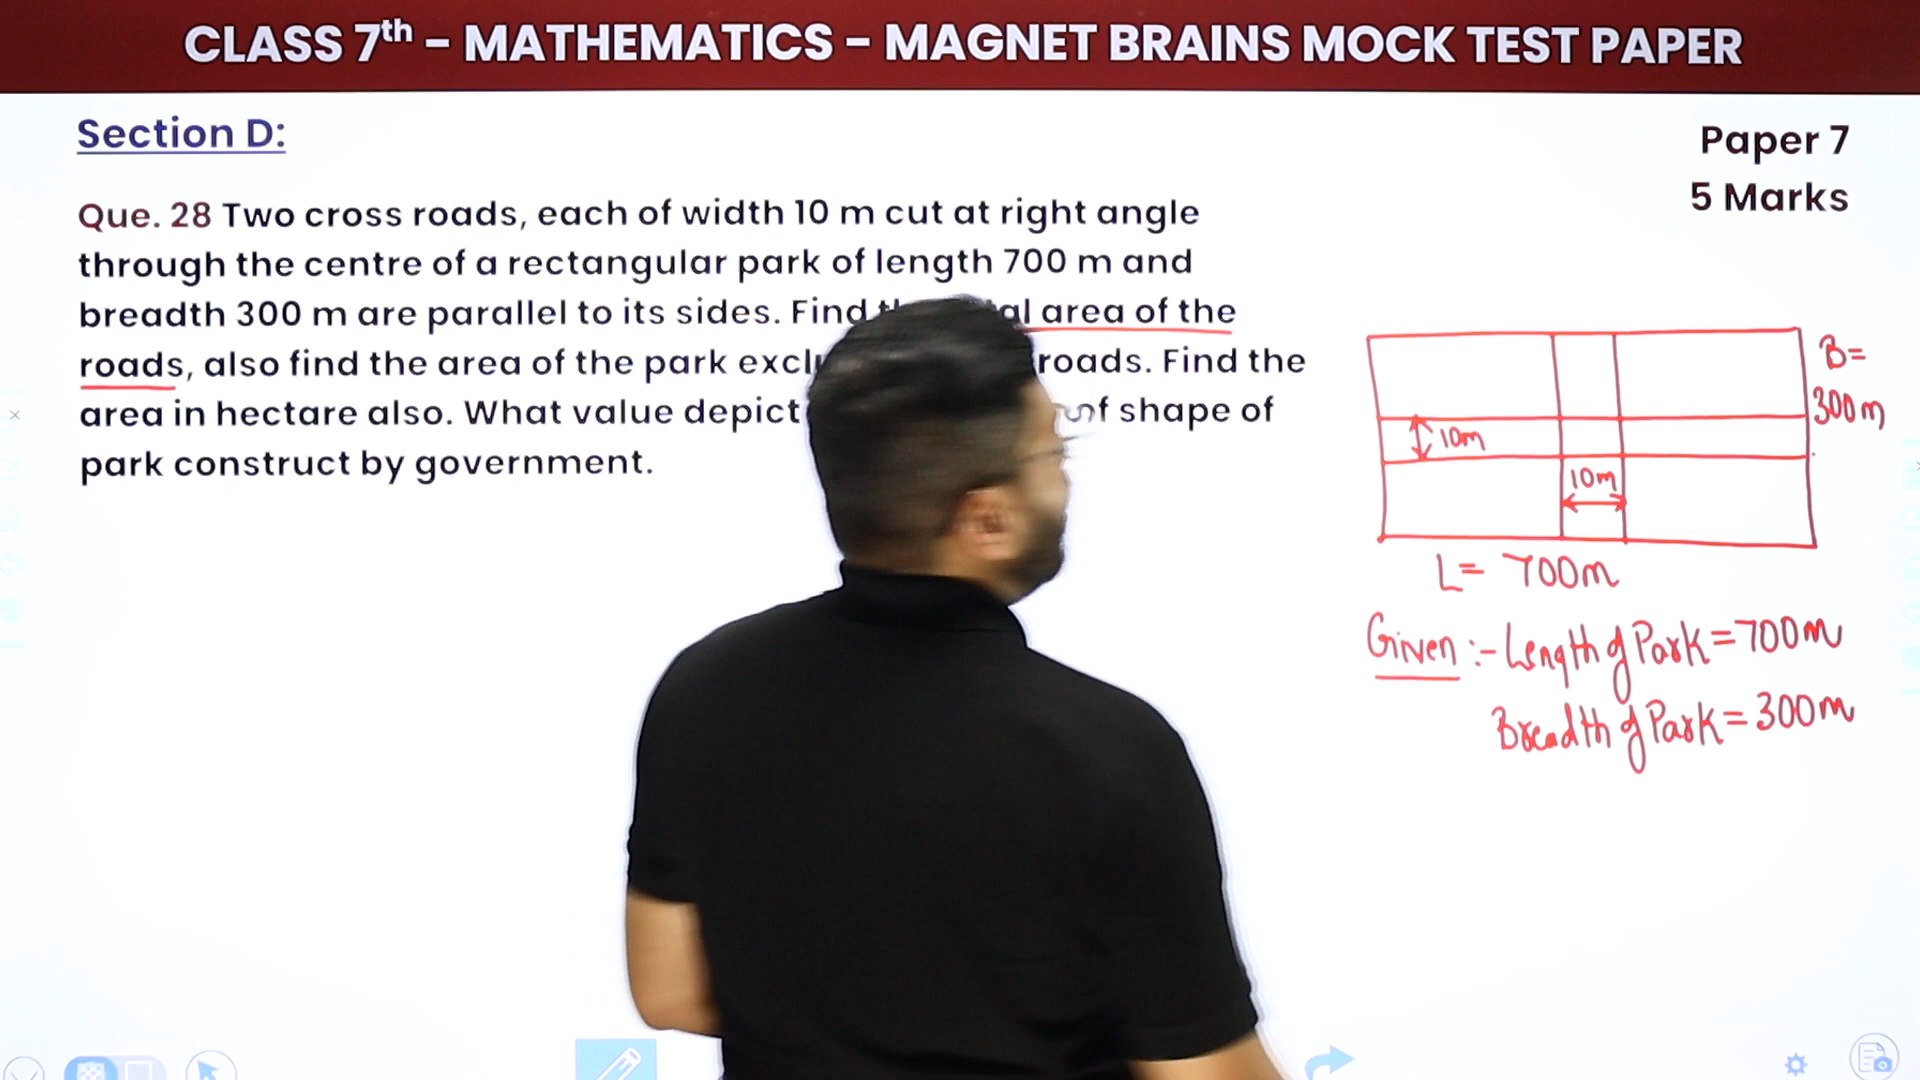 CLASS 7th - MATHEMATICS - MAGNET BRAINS MOCK TEST PAPER
Section D:
Paper 7
5 Marks
Que. 28 Two cross roads, each of width 10 m cut at right angle
through the centre of a rectangular park of length 700 m and
breadth 300 m are parallel to its sides. Find area of the
roads, also find the area of the park roads. Find the
area in hectare also. What value of shape of
park construct by government.
B=
300m
10m
10m
L= 700m
Given :- Length of Park = 700m
Breadth of Park = 300m